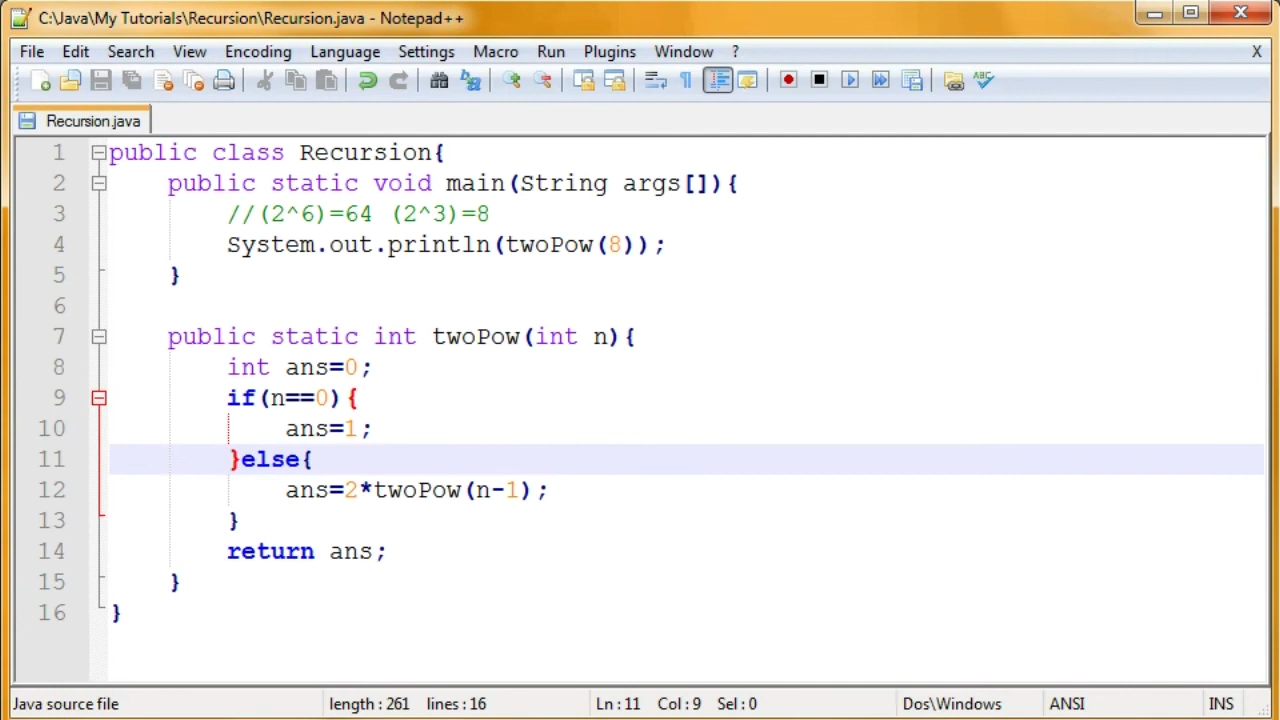 C:\Java\My Tutorials\Recursion\Recursion.java - Notepad++
File Edit Search View Encoding Language Settings Macro Run Plugins Window ? X
ABC
Recursion.java
1 public class Recursion{
2     public static void main(String args[]){
3         //(2^6)=64 (2^3)=8
4         System.out.println(twoPow(8));
5     }
6
7     public static int twoPow(int n){
8         int ans=0;
9         if(n==0){
10             ans=1;
11         }else{
12             ans=2*twoPow(n-1);
13         }
14         return ans;
15     }
16 }
Java source file length : 261 lines : 16 Ln : 11 Col : 9 Sel : 0 Dos\Windows ANSI INS